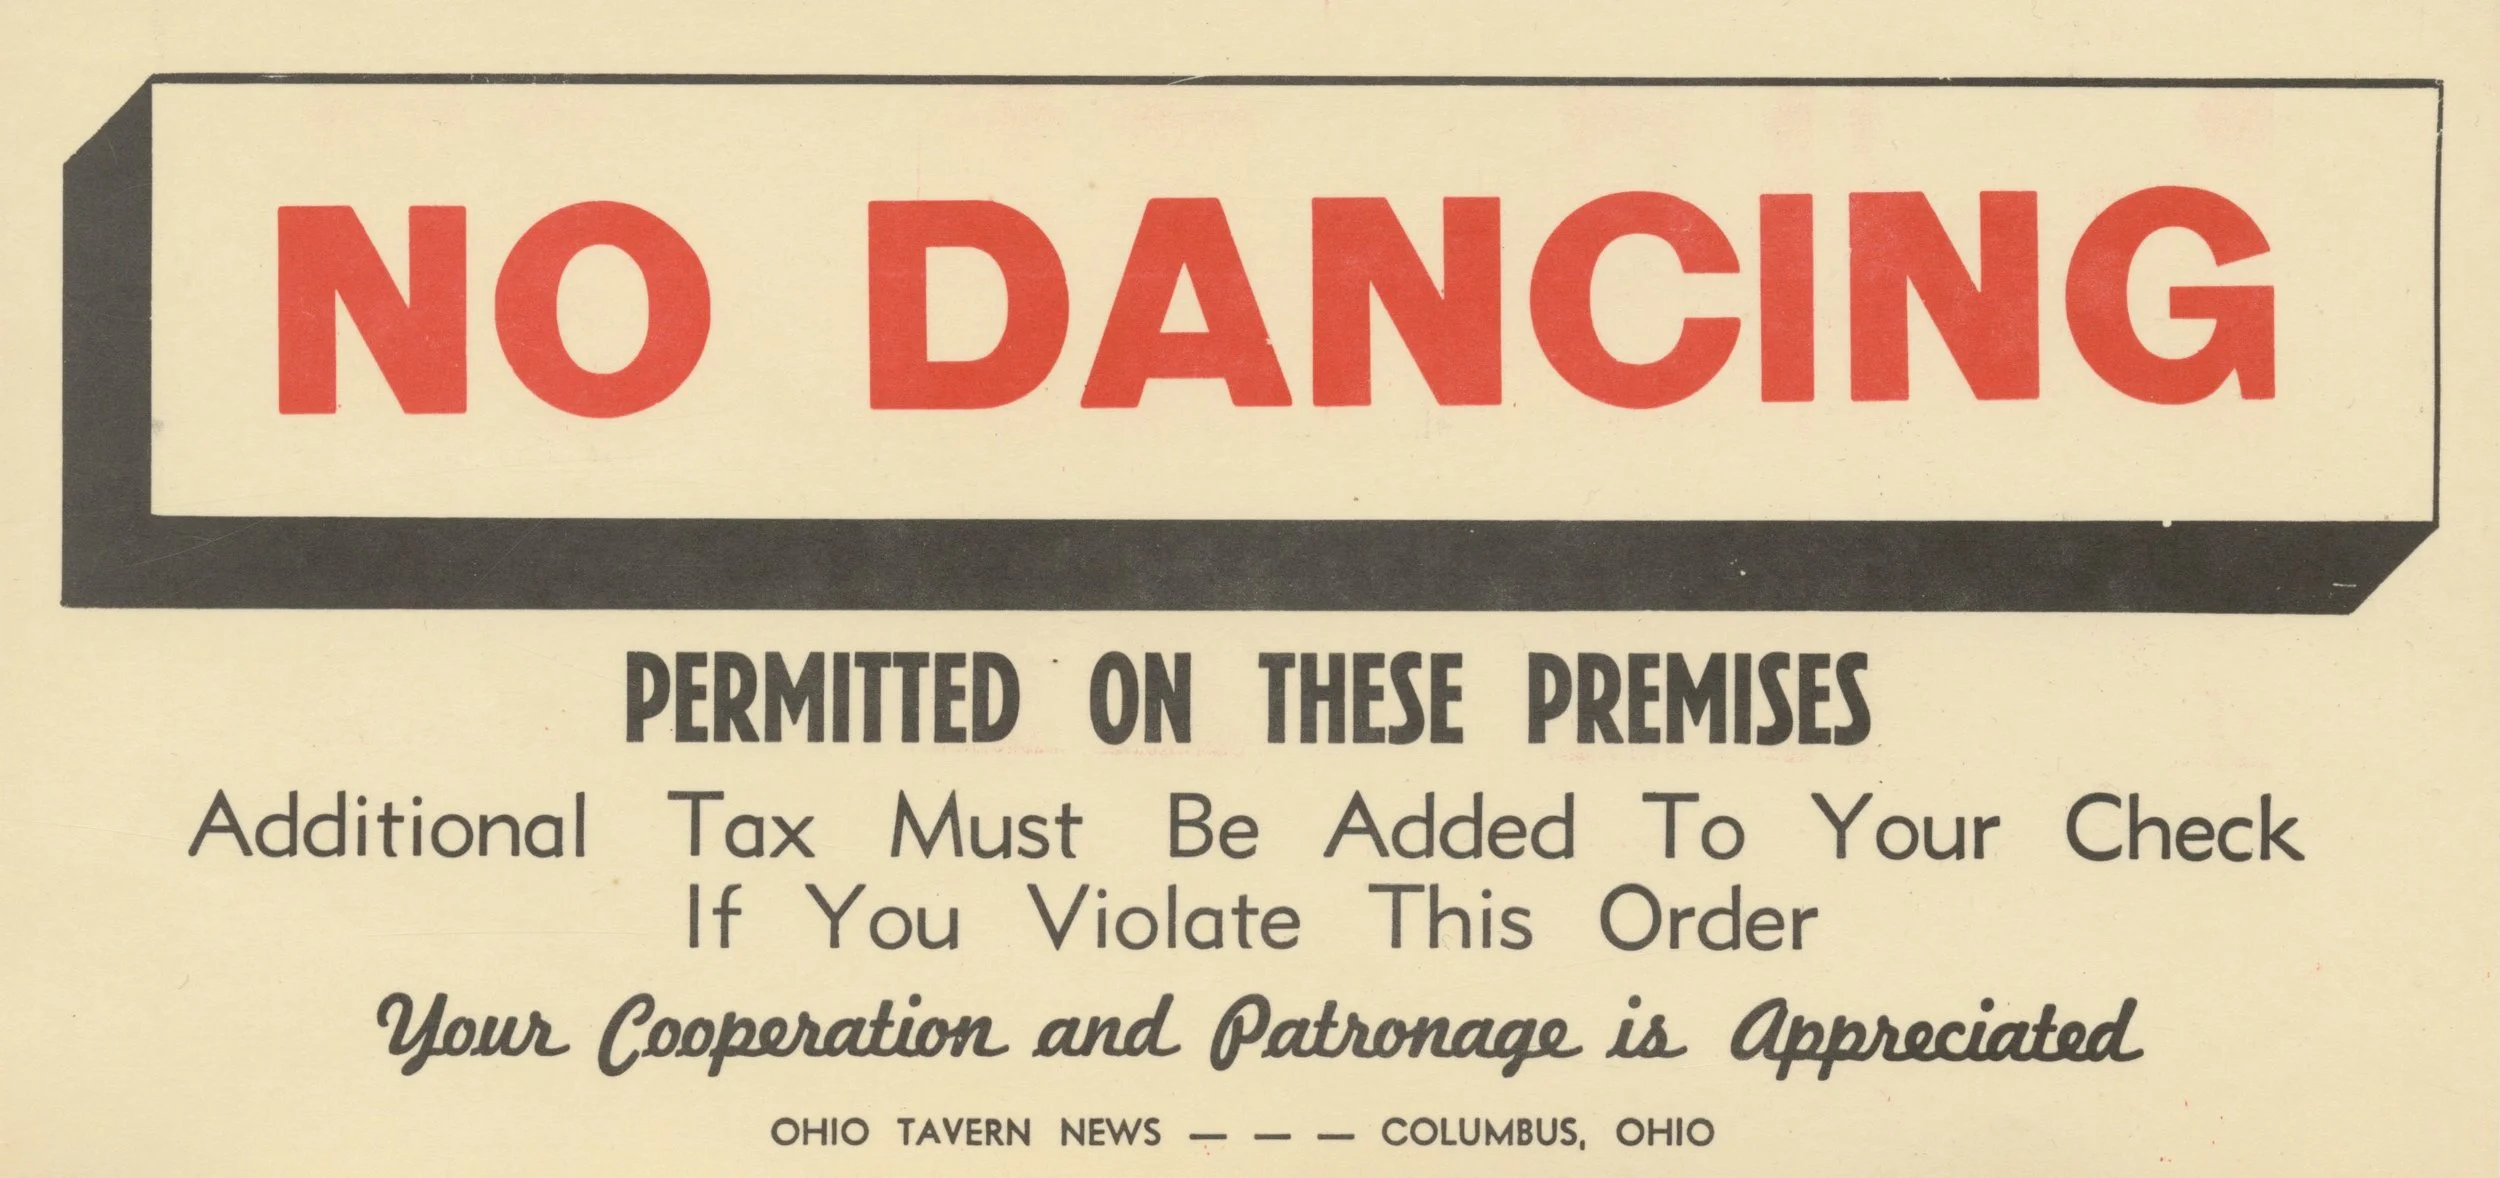 NO DANCING
PERMITTED ON THESE PREMISES
Additional Tax Must Be Added To Your Check
If You Violate This Order
Your Cooperation and Patronage is Appreciated
OHIO TAVERN NEWS — — — COLUMBUS, OHIO